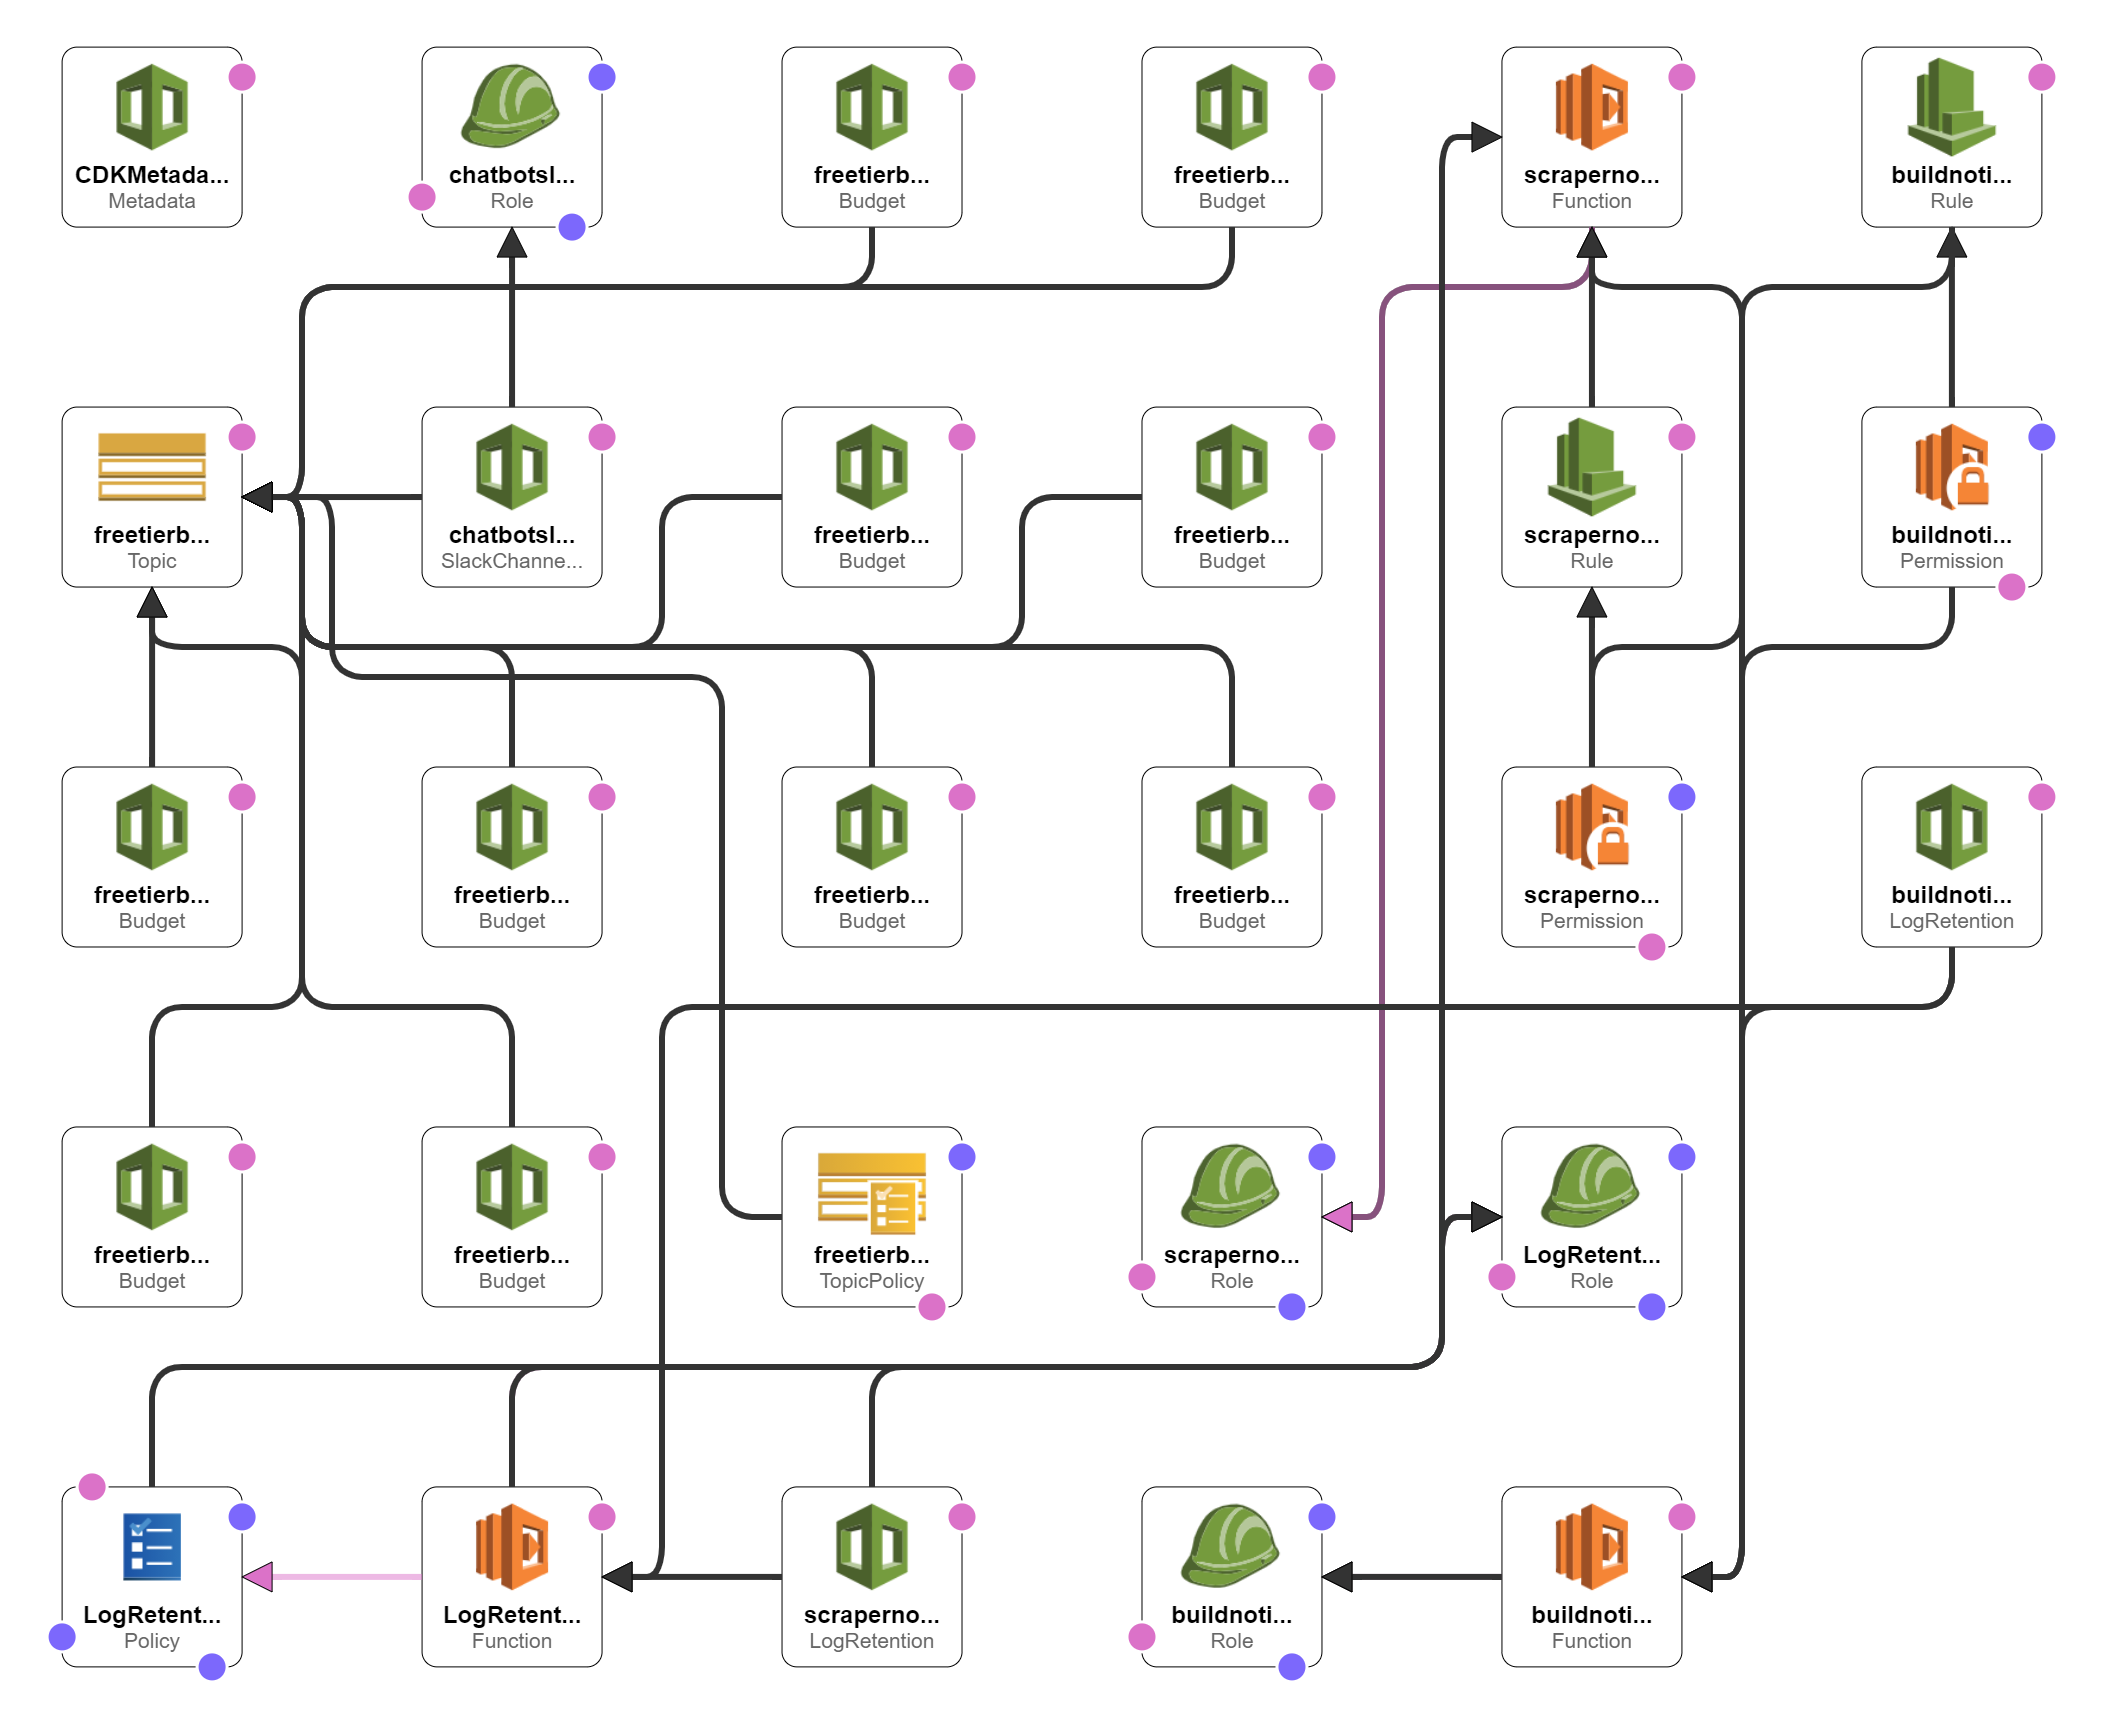 CDKMetada...
Metadata
chatbotsl...
Role
freetierb...
Budget
freetierb...
Budget
scraperno...
Function
buildnoti...
Rule
freetierb...
Topic
chatbotsl...
SlackChanne...
freetierb...
Budget
freetierb...
Budget
scraperno...
Rule
buildnoti...
Permission
freetierb...
Budget
freetierb...
Budget
freetierb...
Budget
freetierb...
Budget
scraperno...
Permission
buildnoti...
LogRetention
freetierb...
Budget
freetierb...
Budget
freetierb...
TopicPolicy
scraperno...
Role
LogRetent...
Role
LogRetent...
Policy
LogRetent...
Function
scraperno...
LogRetention
buildnoti...
Role
buildnoti...
Function